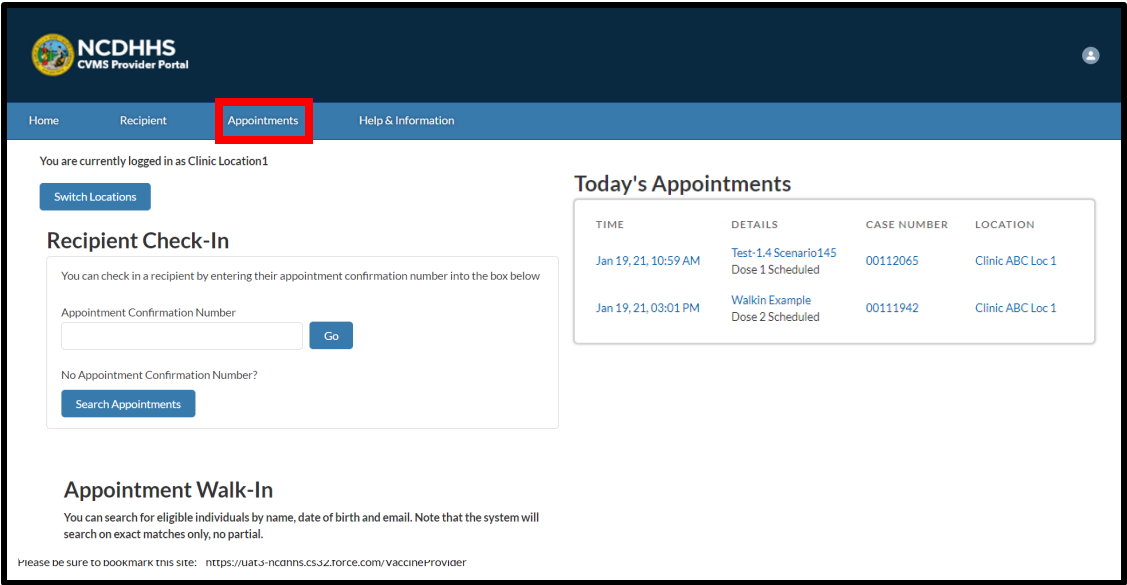 NCDHHS
CVMS Provider Portal
Home Recipient Appointments Help & Information
You are currently logged in as Clinic Location1
Switch Locations
Recipient Check-In
You can check in a recipient by entering their appointment confirmation number into the box below
Appointment Confirmation Number
Go
No Appointment Confirmation Number?
Search Appointments
Today's Appointments
TIME DETAILS CASE NUMBER LOCATION
Jan 19, 21, 10:59 AM Test-1.4 Scenario145 00112065 Clinic ABC Loc 1
Dose 1 Scheduled
Jan 19, 21, 03:01 PM Walkin Example 00111942 Clinic ABC Loc 1
Dose 2 Scheduled
Appointment Walk-In
You can search for eligible individuals by name, date of birth and email. Note that the system will
search on exact matches only, no partial.
Please be sure to bookmark this site: https://uat3-ncdhhs.cs32.force.com/VaccineProvider